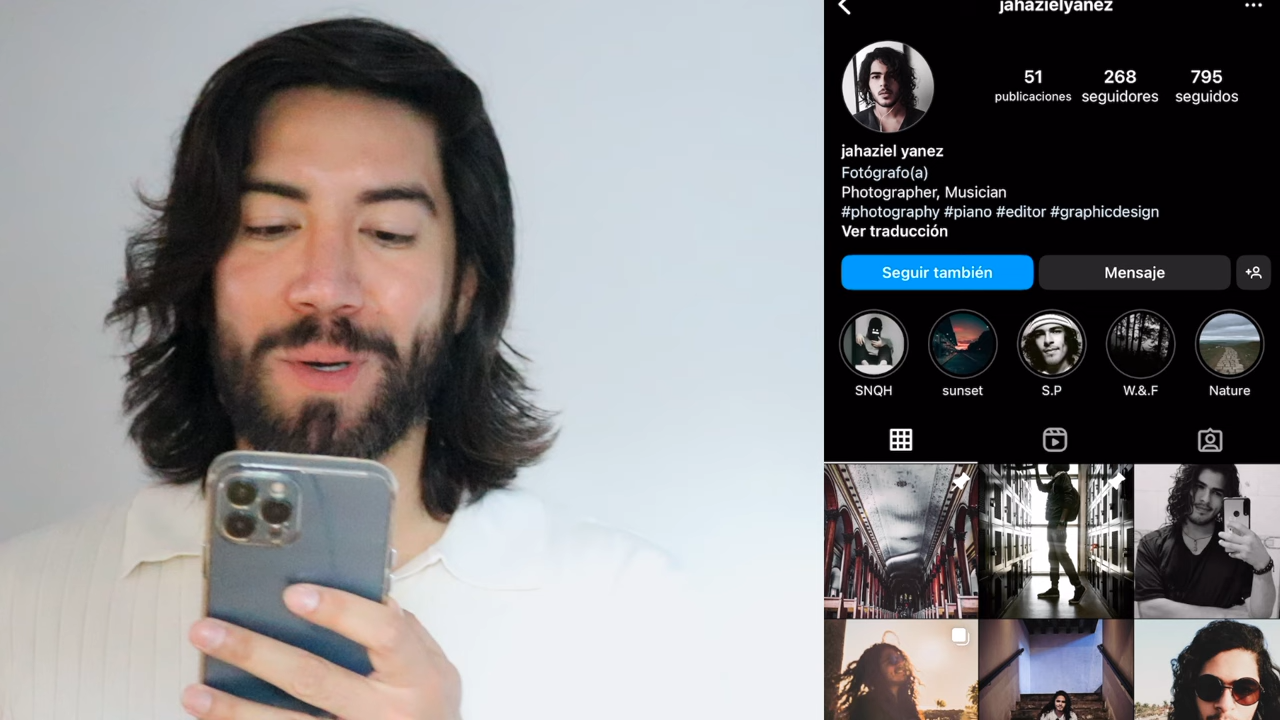 jahazielyanez
51
268
795
publicaciones
seguidores
seguidos
jahaziel yanez
Fotógrafo(a)
Photographer, Musician
#photography #piano #editor #graphicdesign
Ver traducción
Seguir también
Mensaje
SNQH
sunset
S.P
W.&.F
Nature